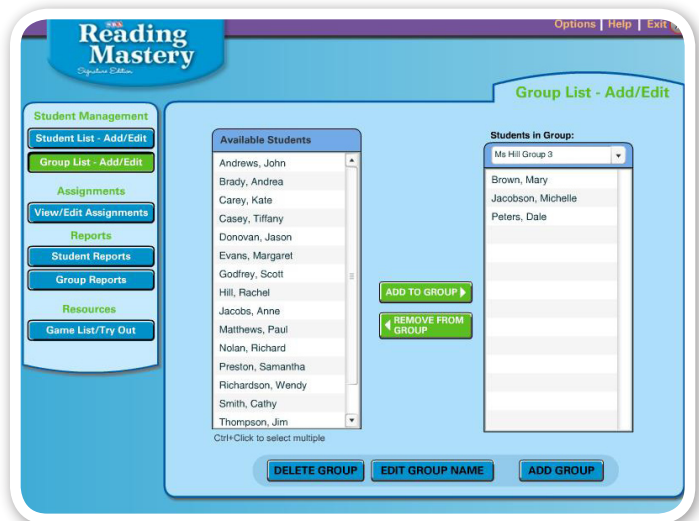 Options | Help | Exit
SRA
Reading
Mastery
Signature Edition
Group List - Add/Edit
Student Management
Student List - Add/Edit
Group List - Add/Edit
Assignments
View/Edit Assignments
Reports
Student Reports
Group Reports
Resources
Game List/Try Out
Available Students
Andrews, John
Brady, Andrea
Carey, Kate
Casey, Tiffany
Donovan, Jason
Evans, Margaret
Godfrey, Scott
Hill, Rachel
Jacobs, Anne
Matthews, Paul
Nolan, Richard
Preston, Samantha
Richardson, Wendy
Smith, Cathy
Thompson, Jim
Ctrl+Click to select multiple
ADD TO GROUP
REMOVE FROM
GROUP
Students in Group:
Ms Hill Group 3
Brown, Mary
Jacobson, Michelle
Peters, Dale
DELETE GROUP
EDIT GROUP NAME
ADD GROUP